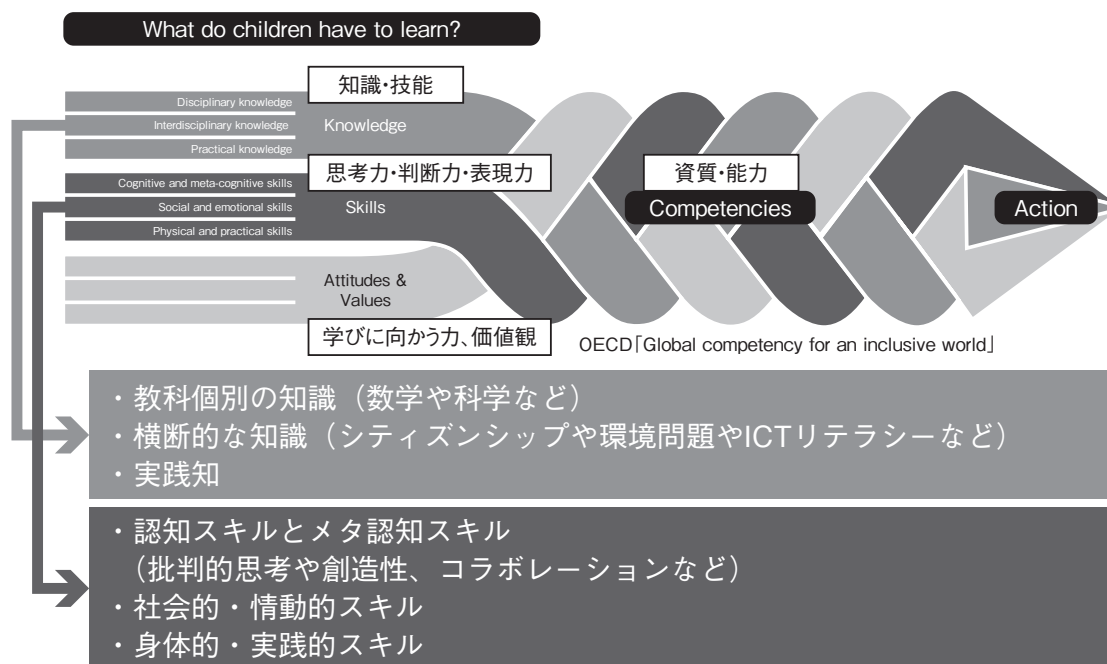 What do children have to learn?
知識・技能
Disciplinary knowledge
Interdisciplinary knowledge
Practical knowledge
Knowledge
思考力・判断力・表現力
Cognitive and meta-cognitive skills
Social and emotional skills
Physical and practical skills
Skills
資質・能力
Competencies
Action
Attitudes &
Values
学びに向かう力、価値観
OECD「Global competency for an inclusive world」
・教科個別の知識（数学や科学など）
・横断的な知識（シティズンシップや環境問題やICTリテラシーなど）
・実践知
・認知スキルとメタ認知スキル
（批判的思考や創造性、コラボレーションなど）
・社会的・情動的スキル
・身体的・実践的スキル